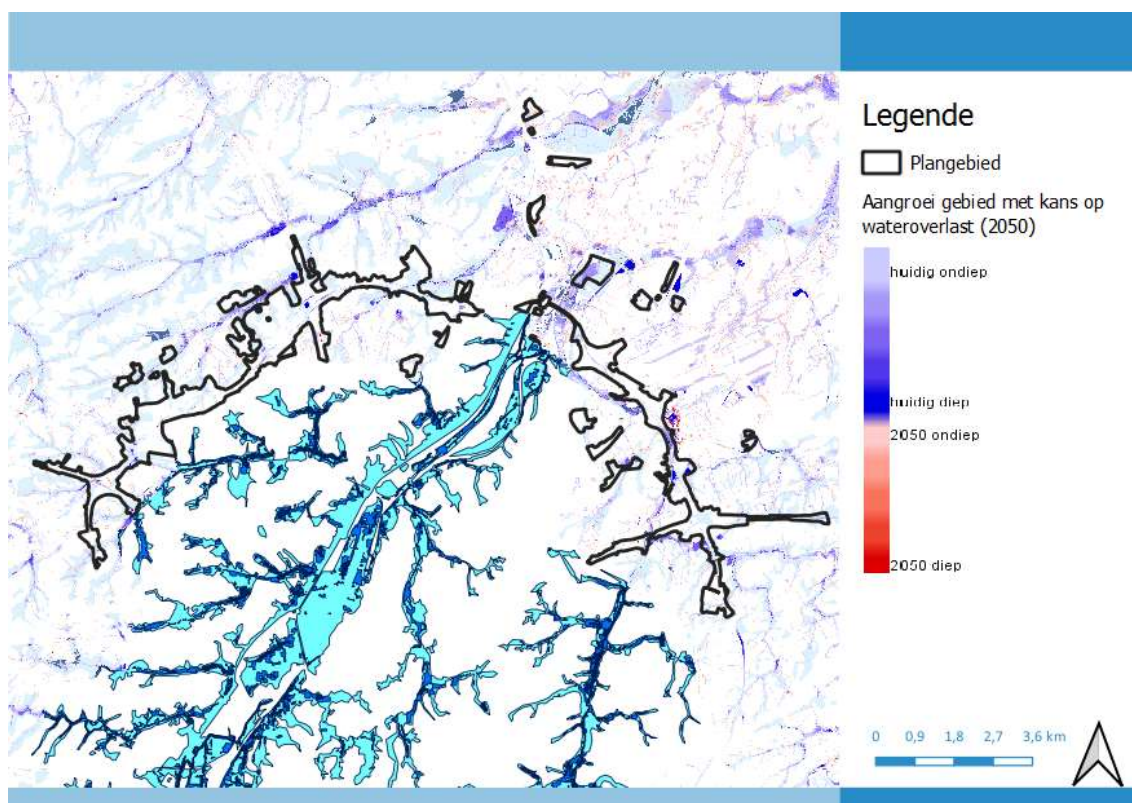 Legende
Plangebied
Aangroei gebied met kans op
wateroverlast (2050)
huidig ondiep
huidig diep
2050 ondiep
2050 diep
0 0,9 1,8 2,7 3,6 km